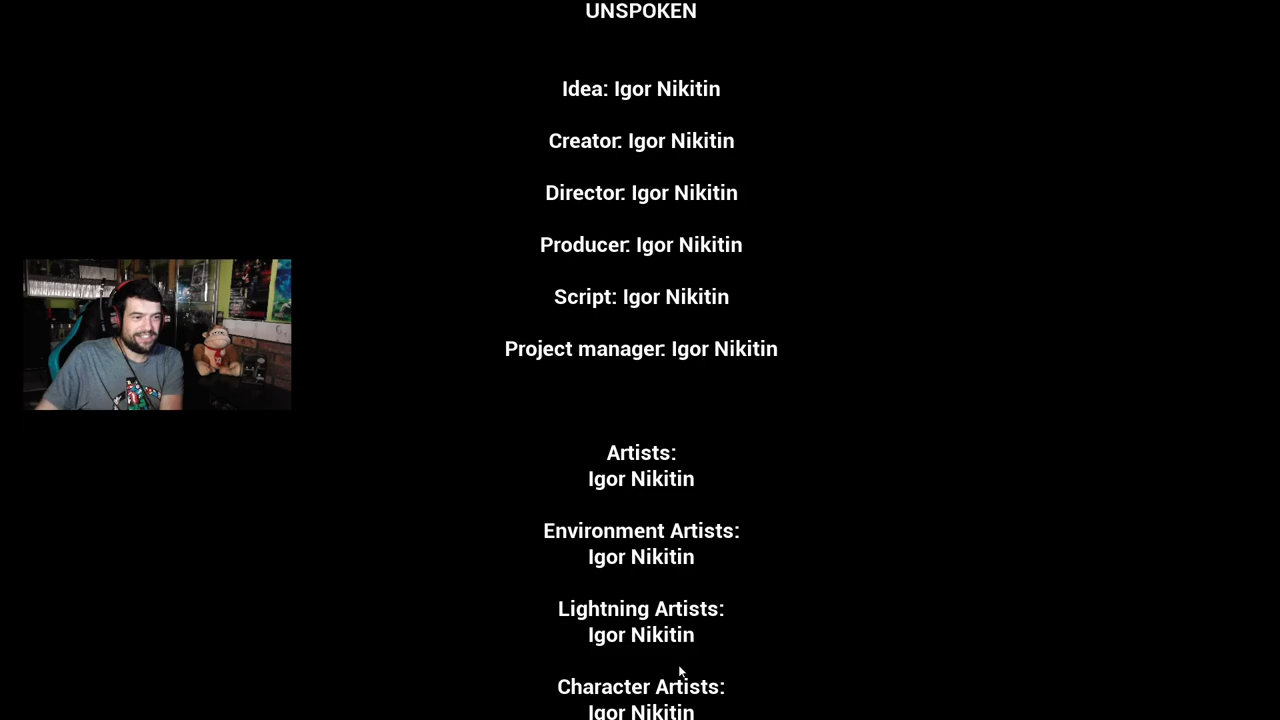 UNSPOKEN
Idea: Igor Nikitin
Creator: Igor Nikitin
Director: Igor Nikitin
Producer: Igor Nikitin
Script: Igor Nikitin
Project manager: Igor Nikitin
Artists:
Igor Nikitin
Environment Artists:
Igor Nikitin
Lightning Artists:
Igor Nikitin
Character Artists:
Igor Nikitin